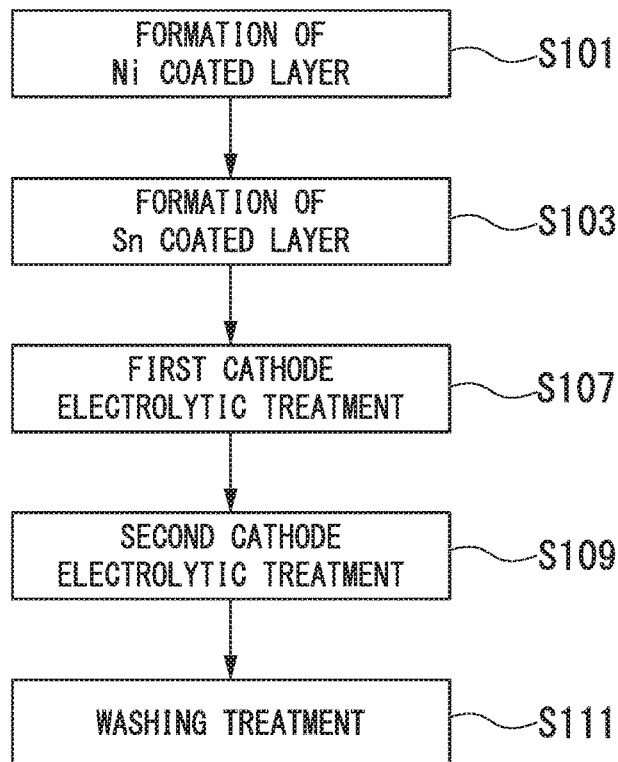 FORMATION OF
Ni COATED LAYER
S101
FORMATION OF
Sn COATED LAYER
S103
FIRST CATHODE
ELECTROLYTIC TREATMENT
S107
SECOND CATHODE
ELECTROLYTIC TREATMENT
S109
WASHING TREATMENT
S111